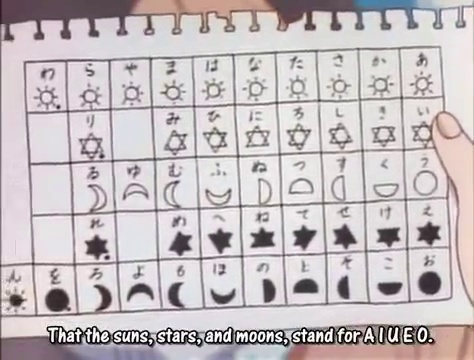 わ ら や ま は な た さ か あ
り み ひ に ち し き い
る ゆ む ふ ぬ つ す く う
れ め へ ね て せ け え
ん を ろ よ も ほ の と そ こ お
That the suns, stars, and moons, stand for A I U E O.